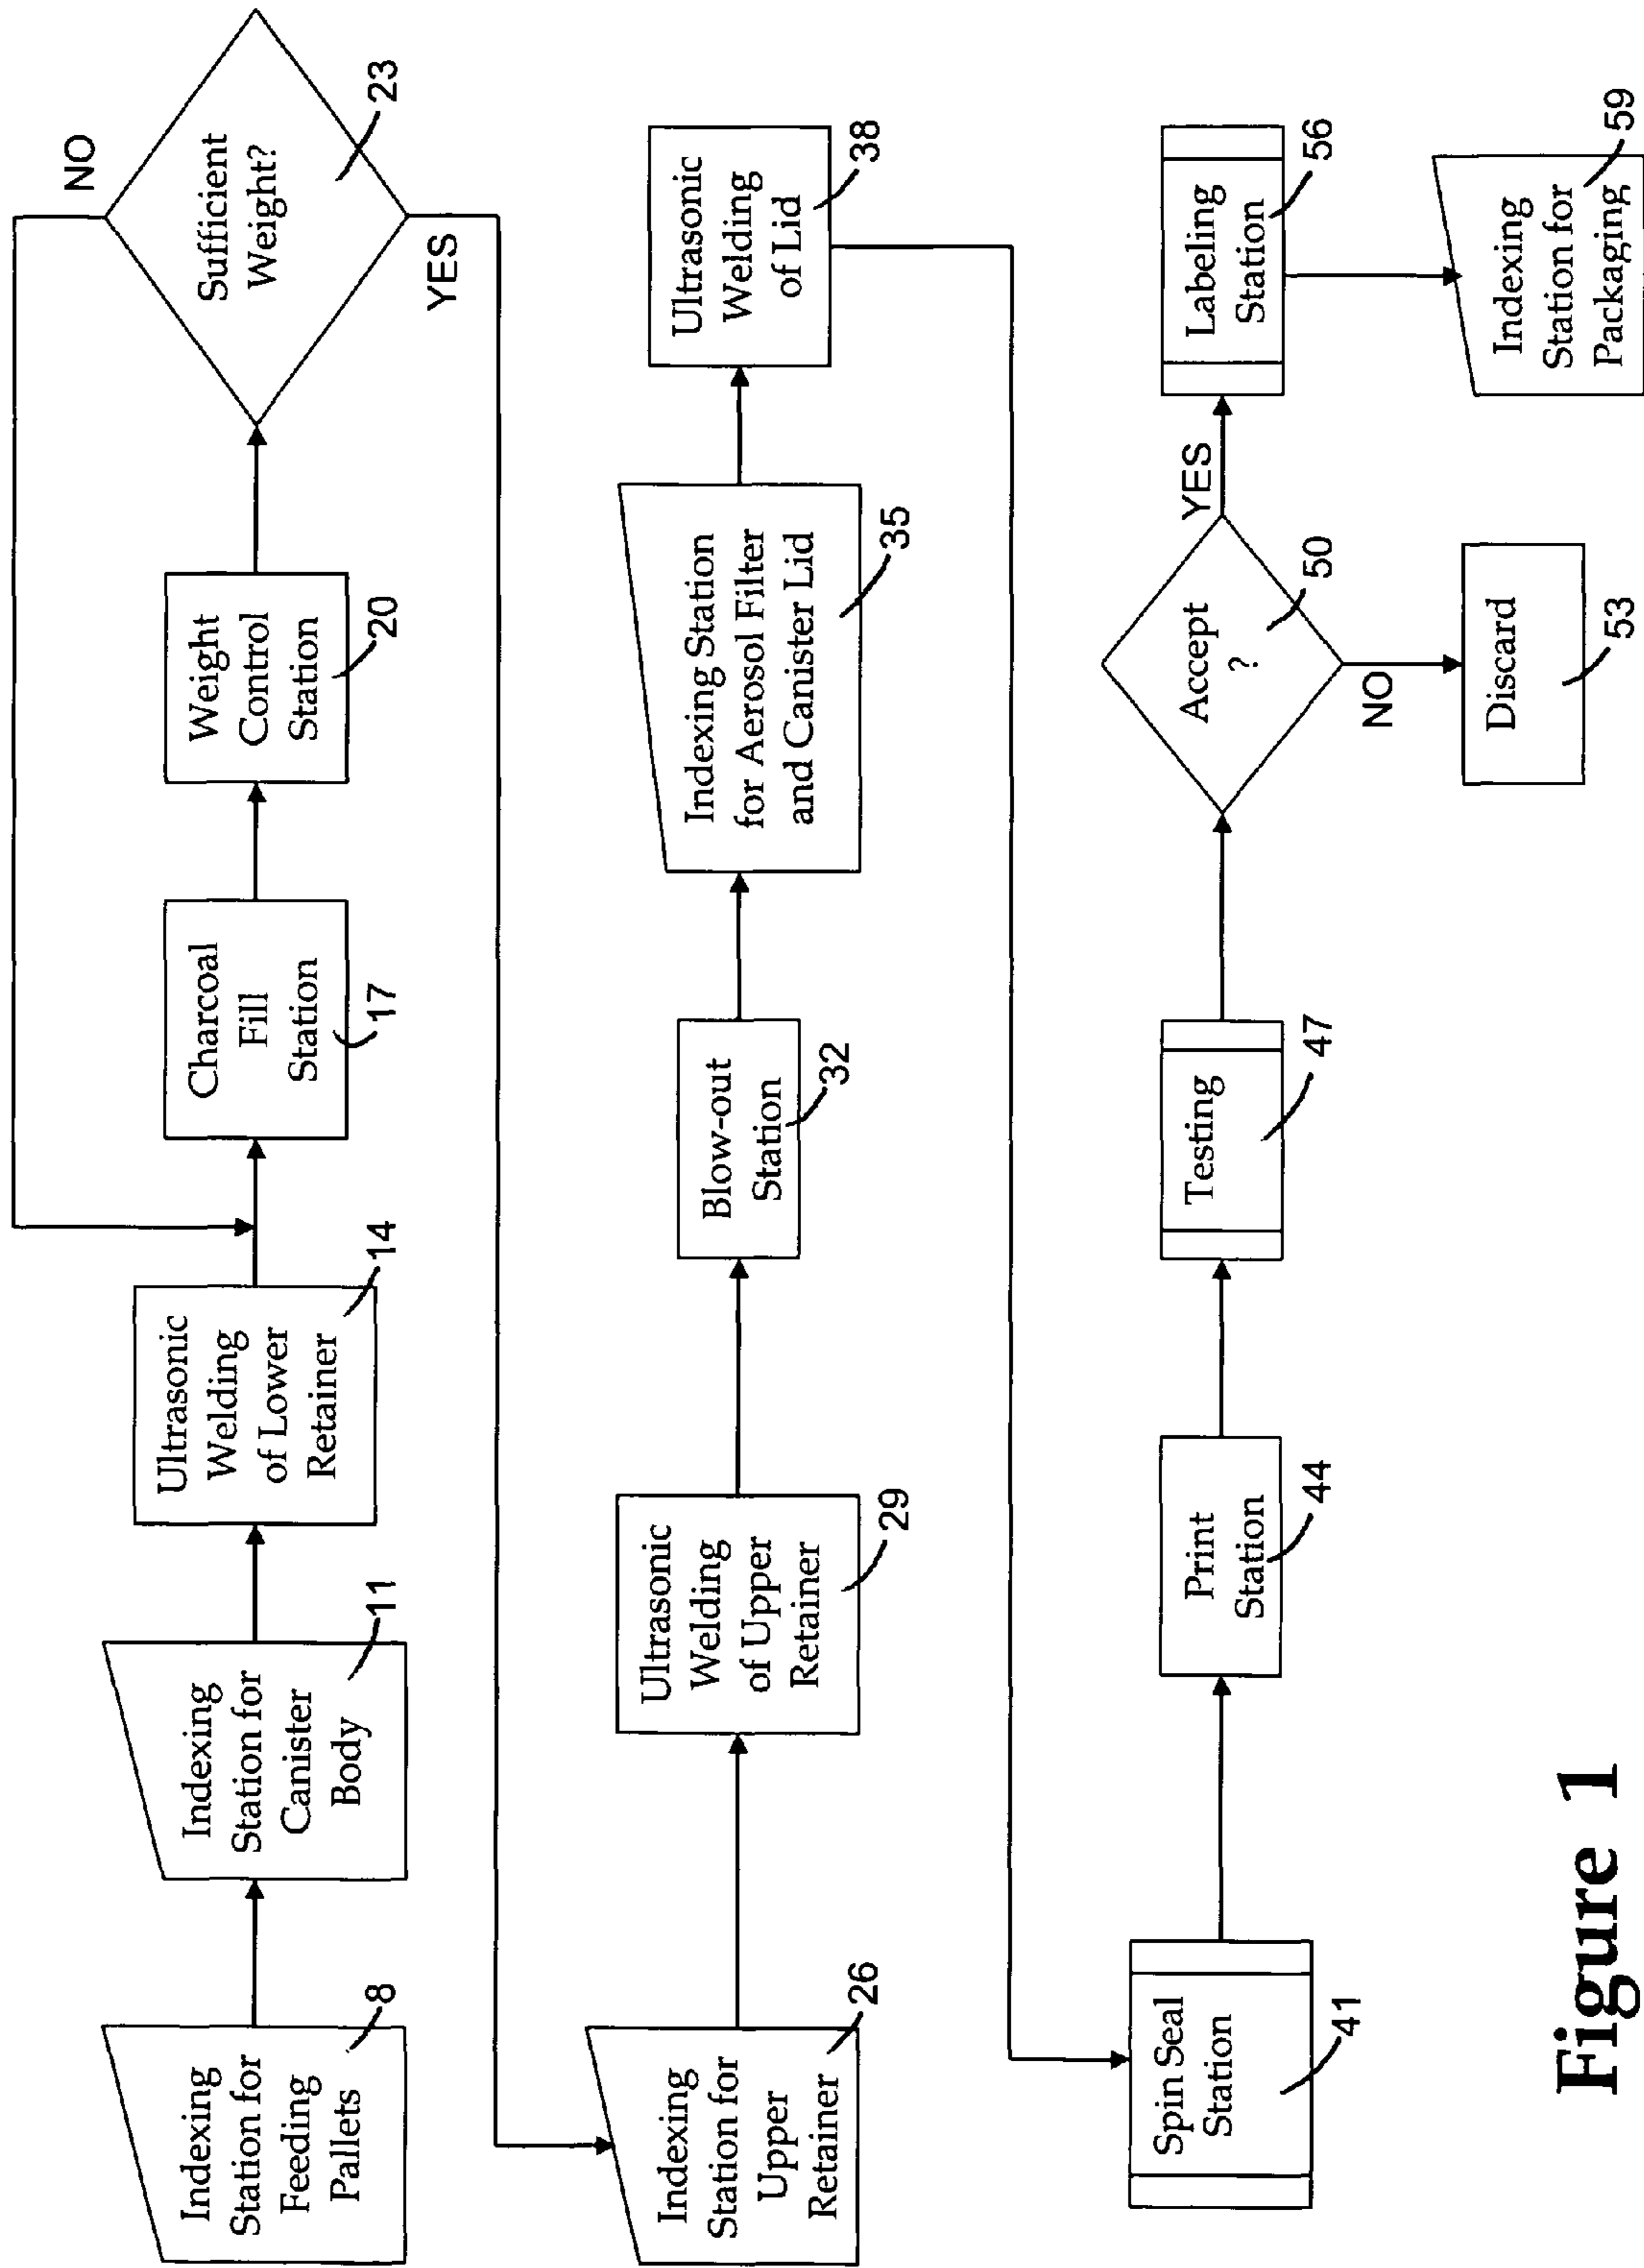 Indexing
Station for
Feeding
Pallets
8
Indexing
Station for
Canister
Body
11
Ultrasonic
Welding
of Lower
Retainer
14
Charcoal
Fill
Station
17
Weight
Control
Station
20
Sufficient
Weight?
23
NO
YES
Indexing
Station for
Upper
Retainer
26
Ultrasonic
Welding
of Upper
Retainer
29
Blow-out
Station
32
Indexing Station
for Aerosol Filter
and Canister Lid
35
Ultrasonic
Welding
of Lid
38
Spin Seal
Station
41
Print
Station
44
Testing
47
Accept
?
50
YES
NO
Discard
53
Labeling
Station
56
Indexing
Station for
Packaging
59
Figure 1